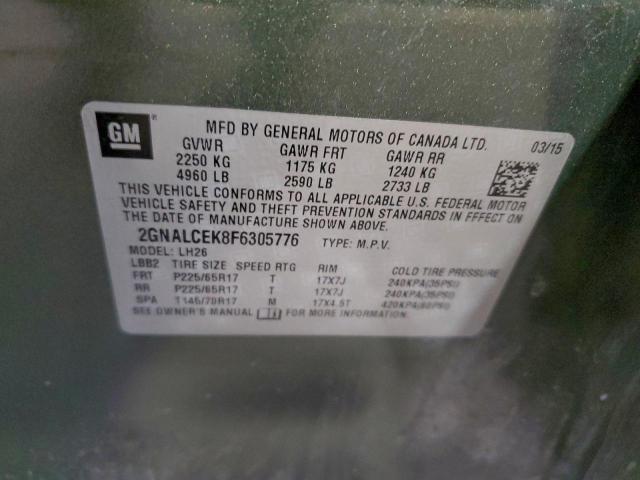 GM
MFD BY GENERAL MOTORS OF CANADA LTD. 03/15
GVWR GAWR FRT GAWR RR
2250 KG 1175 KG 1240 KG
4960 LB 2590 LB 2733 LB
THIS VEHICLE CONFORMS TO ALL APPLICABLE U.S. FEDERAL MOTOR
VEHICLE SAFETY AND THEFT PREVENTION STANDARDS IN EFFECT ON
THE DATE OF MANUFACTURE SHOWN ABOVE.
2GNALCEK8F6305776 TYPE: M.P.V.
MODEL: LH26
LBB2 TIRE SIZE SPEED RTG RIM COLD TIRE PRESSURE
FRT P225/65R17 T 17X7J 240KPA(35PSI)
RR P225/65R17 T 17X7J 240KPA(35PSI)
SPA T145/70R17 M 17X4.5T 420KPA(60PSI)
SEE OWNER'S MANUAL FOR MORE INFORMATION.